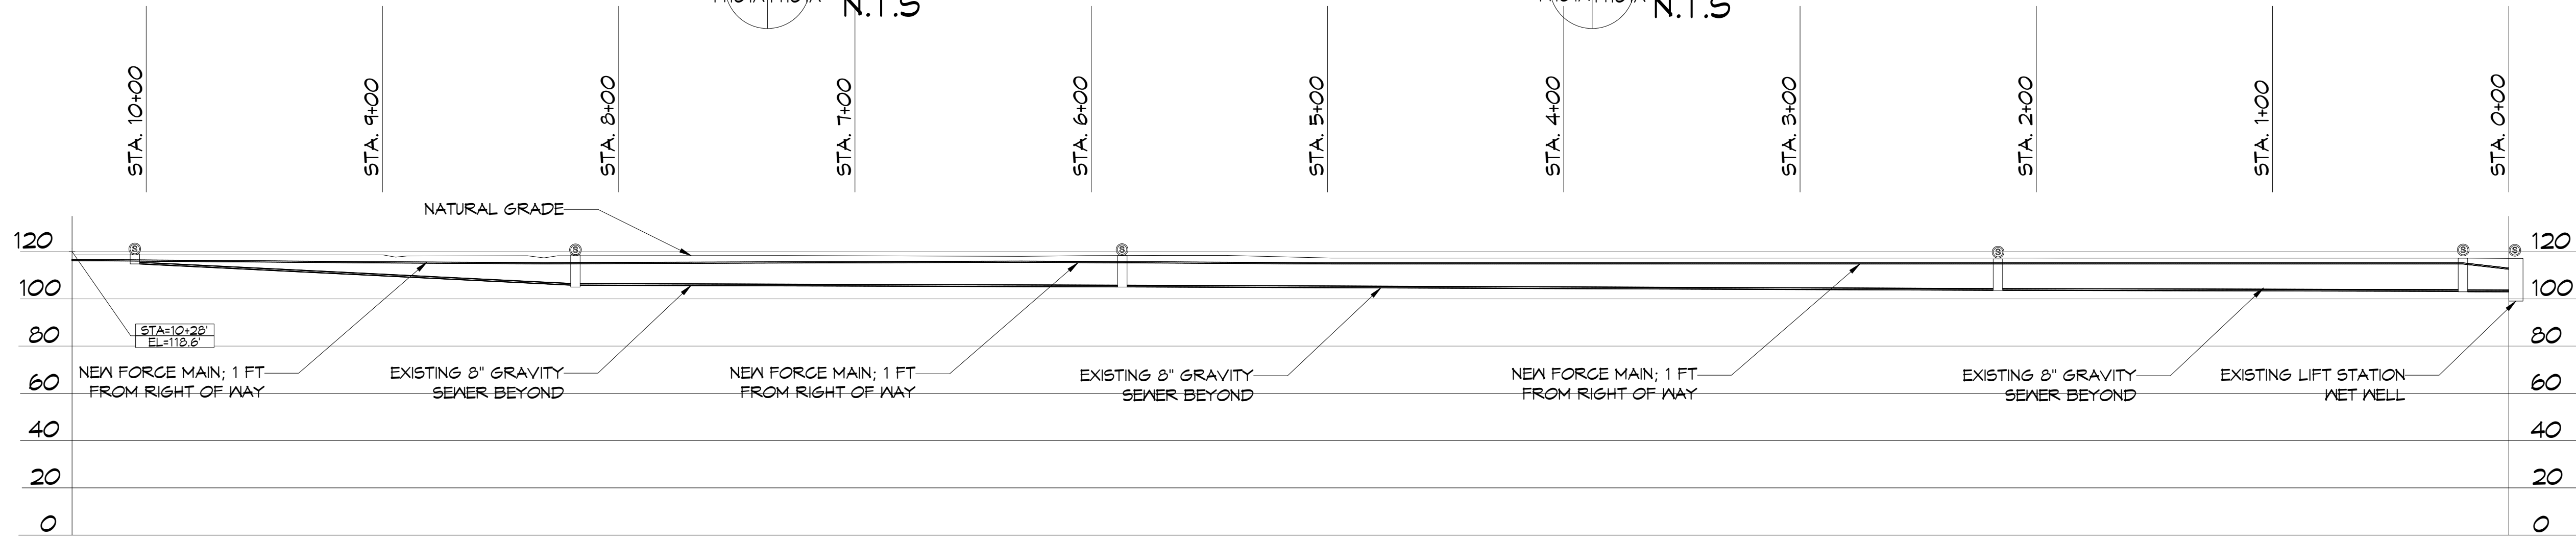 N.T.S
N.T.S
STA. 10+00
STA. 9+00
STA. 8+00
STA. 7+00
STA. 6+00
STA. 5+00
STA. 4+00
STA. 3+00
STA. 2+00
STA. 1+00
STA. 0+00
NATURAL GRADE
120
S
S
S
S
S
S
120
100
100
STA=10+28'
EL=118.6'
80
80
NEW FORCE MAIN; 1 FT
FROM RIGHT OF WAY
EXISTING 8" GRAVITY
SEWER BEYOND
NEW FORCE MAIN; 1 FT
FROM RIGHT OF WAY
EXISTING 8" GRAVITY
SEWER BEYOND
NEW FORCE MAIN; 1 FT
FROM RIGHT OF WAY
EXISTING 8" GRAVITY
SEWER BEYOND
EXISTING LIFT STATION
WET WELL
60
60
40
40
20
20
0
0